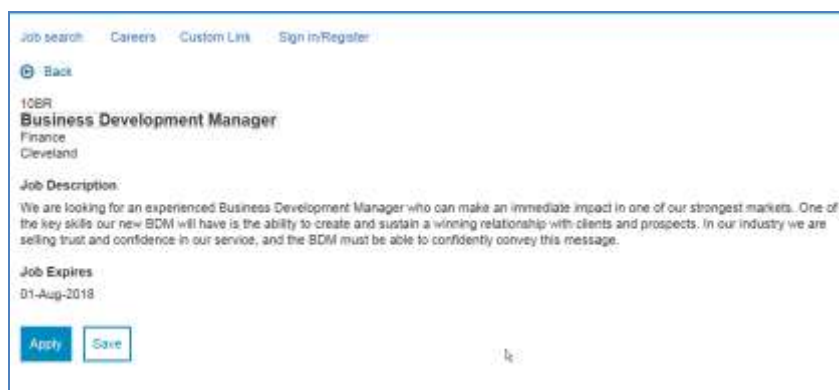 Job search Careers Custom Link Sign in/Register
Back
10BR
Business Development Manager
Finance
Cleveland
Job Description
We are looking for an experienced Business Development Manager who can make an immediate impact in one of our strongest markets. One of
the key skills our new BDM will have is the ability to create and sustain a winning relationship with clients and prospects. In our industry we are
selling trust and confidence in our service, and the BDM must be able to confidently convey this message.
Job Expires
01-Aug-2018
Apply Save